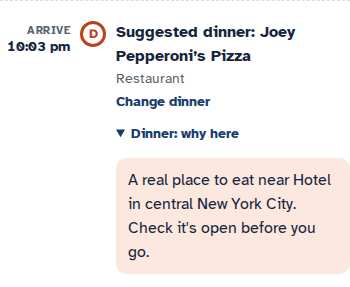 ARRIVE
10:03 pm
D
Suggested dinner: Joey
Pepperoni's Pizza
Restaurant
Change dinner
▼ Dinner: why here
A real place to eat near Hotel
in central New York City.
Check it's open before you
go.